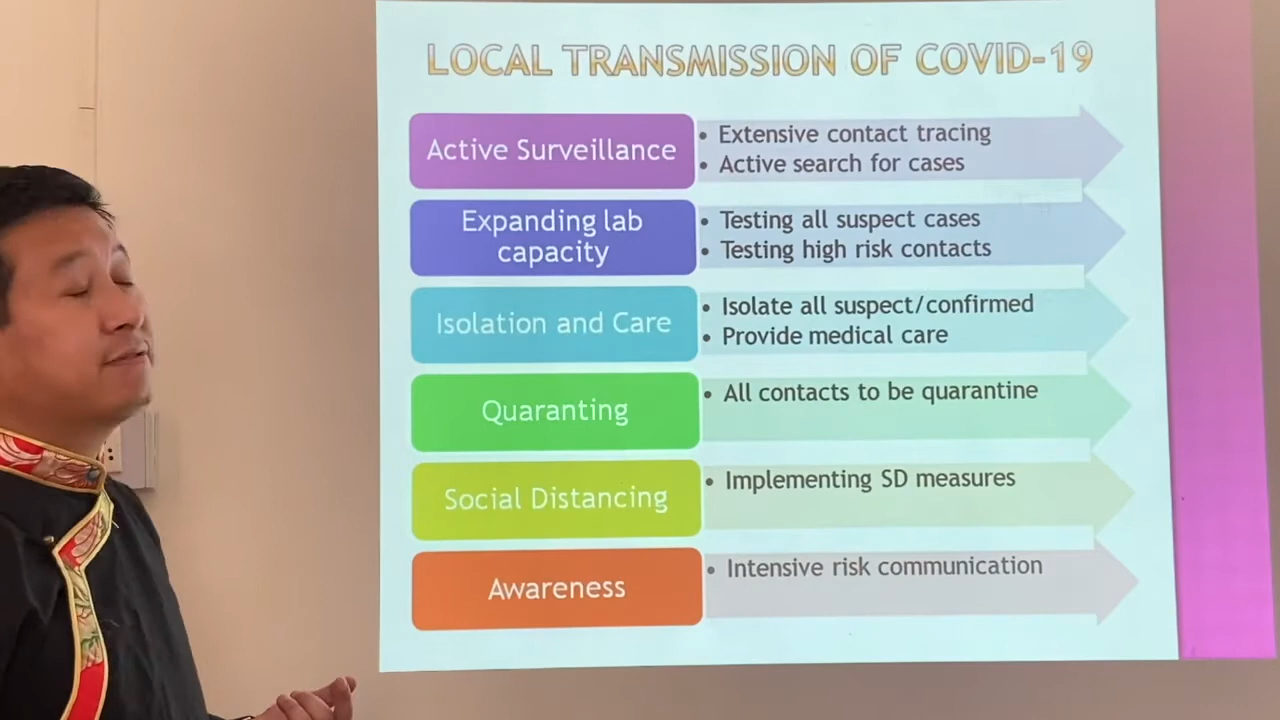 LOCAL TRANSMISSION OF COVID-19
Active Surveillance
• Extensive contact tracing
• Active search for cases
Expanding lab
capacity
• Testing all suspect cases
• Testing high risk contacts
Isolation and Care
• Isolate all suspect/confirmed
• Provide medical care
Quaranting
• All contacts to be quarantine
Social Distancing
• Implementing SD measures
Awareness
• Intensive risk communication